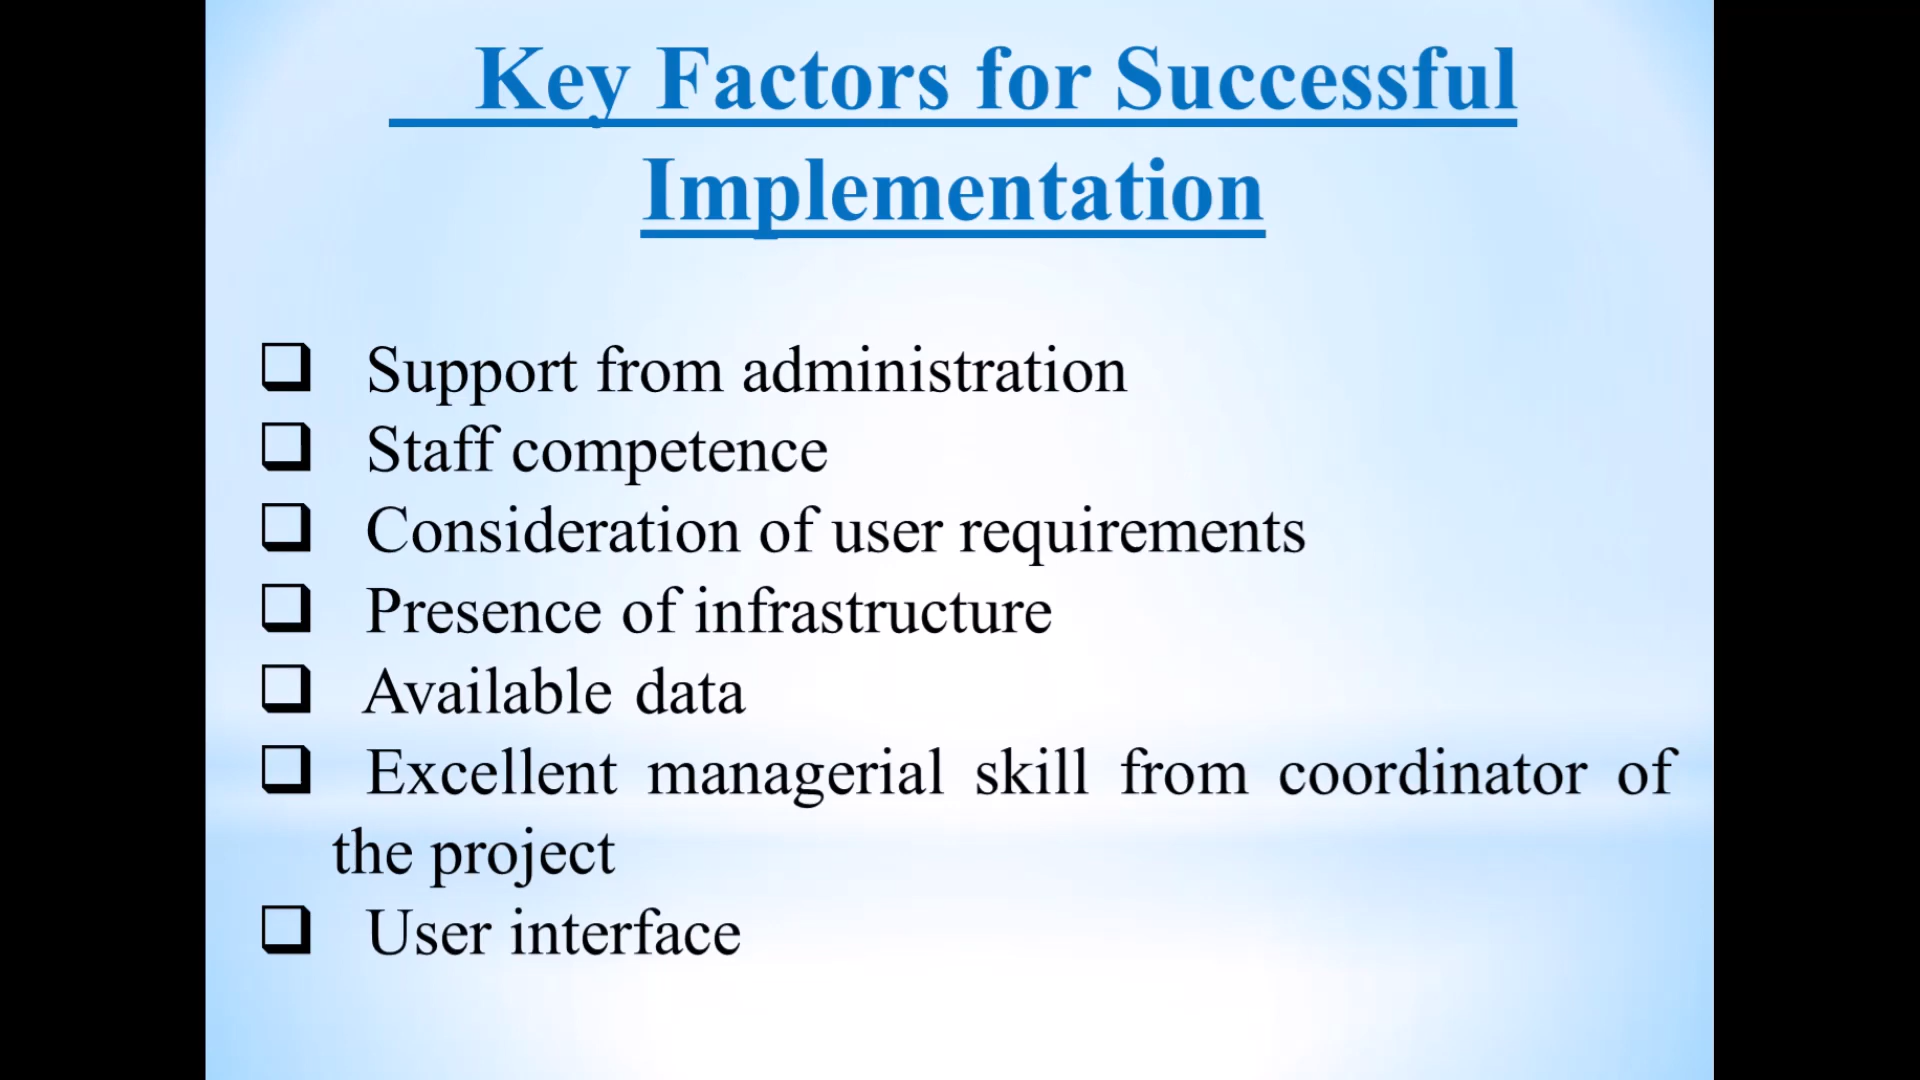 Key Factors for Successful
Implementation
❑ Support from administration
❑ Staff competence
❑ Consideration of user requirements
❑ Presence of infrastructure
❑ Available data
❑ Excellent managerial skill from coordinator of
the project
❑ User interface